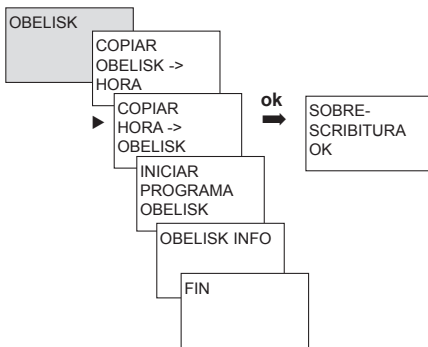 OBELISK
COPIAR
OBELISK ->
HORA
COPIAR
HORA ->
OBELISK
ok
SOBRE-
SCRIBITURA
OK
INICIAR
PROGRAMA
OBELISK
OBELISK INFO
FIN